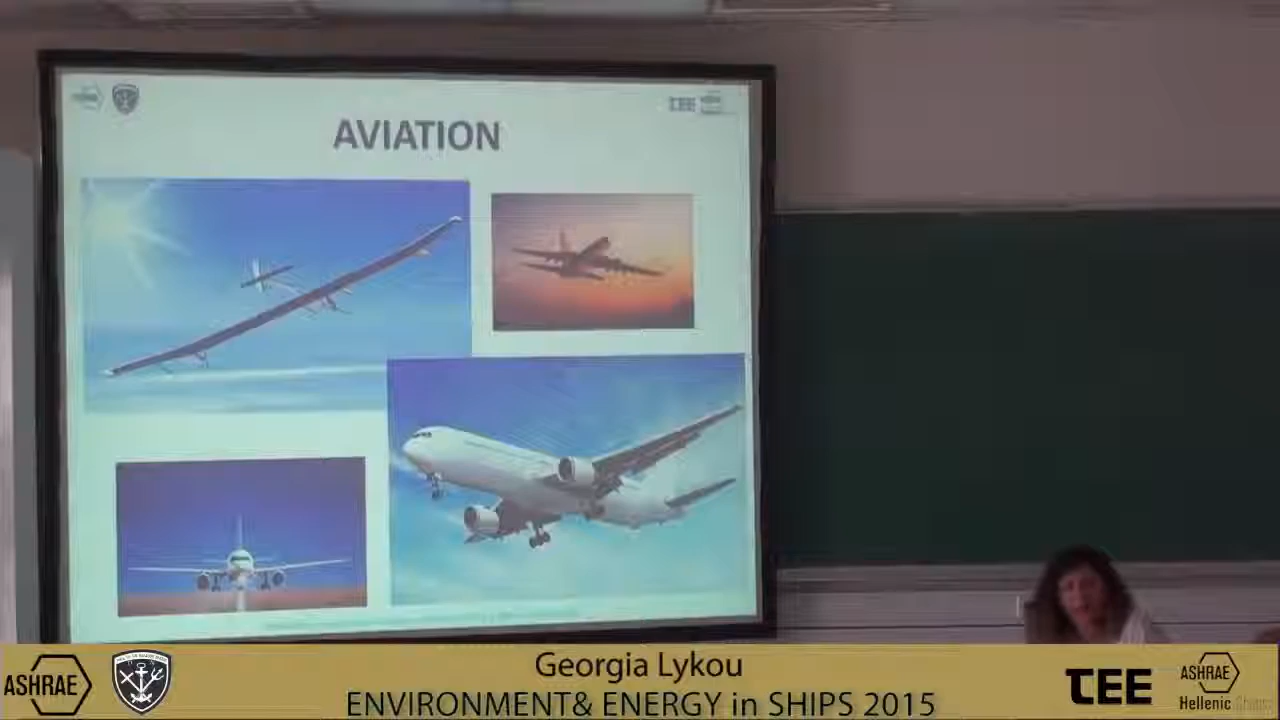 TEE
AVIATION
Georgia Lykou
ENVIRONMENT& ENERGY in SHIPS 2015
ASHRAE
TEE
ASHRAE
Hellenic